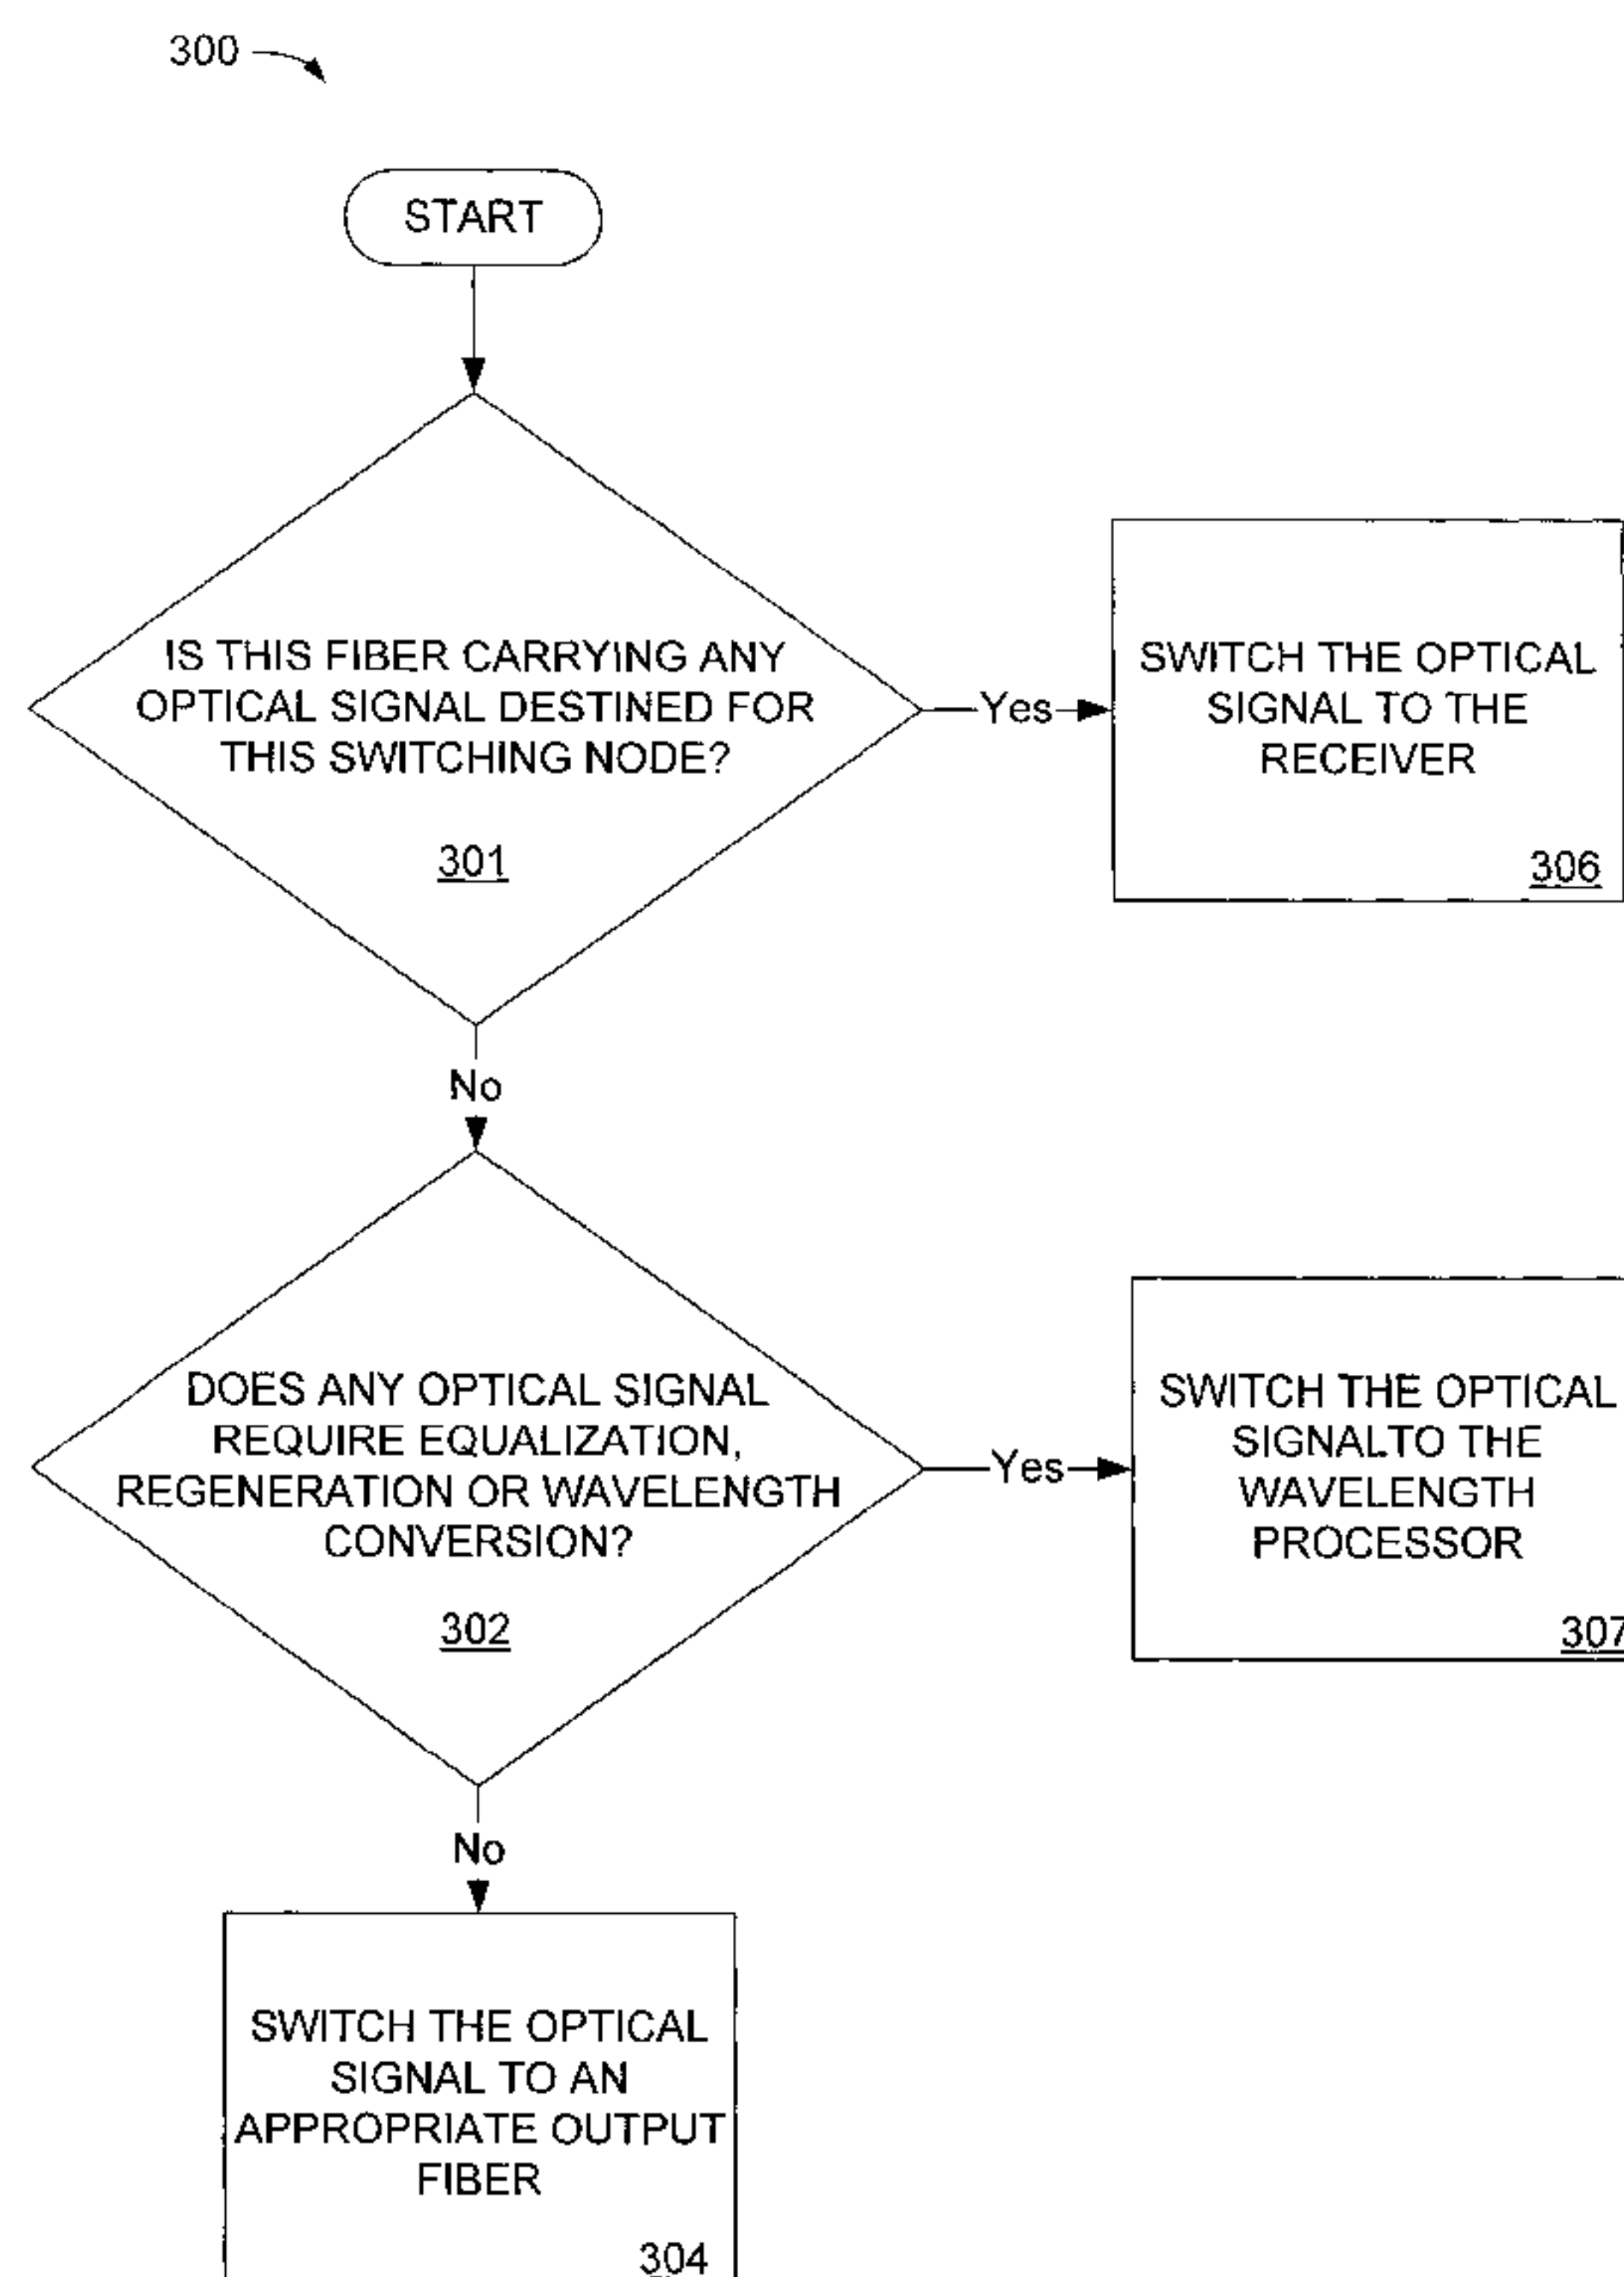 300
START
IS THIS FIBER CARRYING ANY
OPTICAL SIGNAL DESTINED FOR
THIS SWITCHING NODE?
301
Yes
SWITCH THE OPTICAL
SIGNAL TO THE
RECEIVER
306
No
DOES ANY OPTICAL SIGNAL
REQUIRE EQUALIZATION,
REGENERATION OR WAVELENGTH
CONVERSION?
302
Yes
SWITCH THE OPTICAL
SIGNALTO THE
WAVELENGTH
PROCESSOR
307
No
SWITCH THE OPTICAL
SIGNAL TO AN
APPROPRIATE OUTPUT
FIBER
304